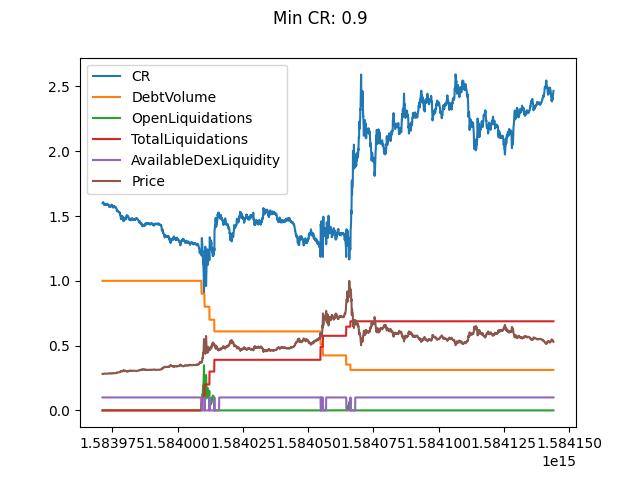 Min CR: 0.9
CR
DebtVolume
OpenLiquidations
TotalLiquidations
AvailableDexLiquidity
Price
2.5
2.0
1.5
1.0
0.5
0.0
1.583975 1.584000 1.584025 1.584050 1.584075 1.584100 1.584125 1.584150
1e15